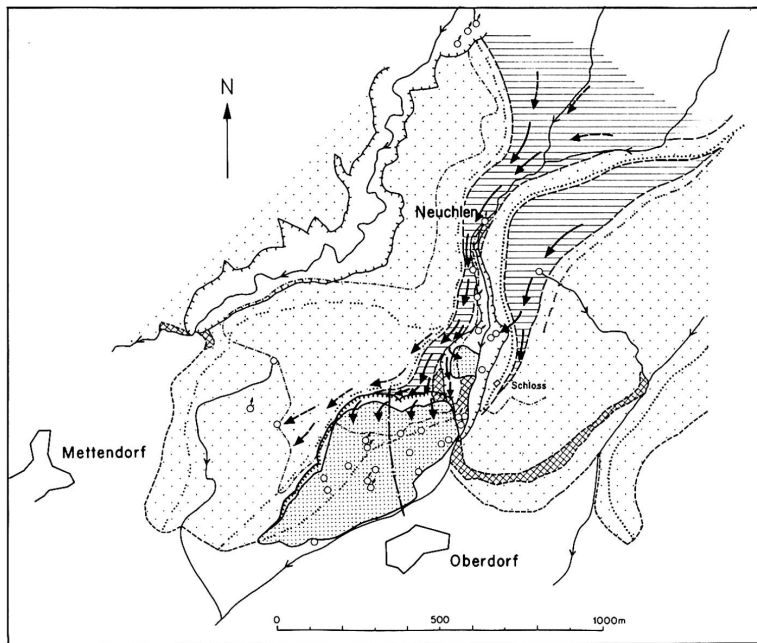 N
Neuchlen
Schloss
Mettendorf
Oberdorf
0 500 1000m